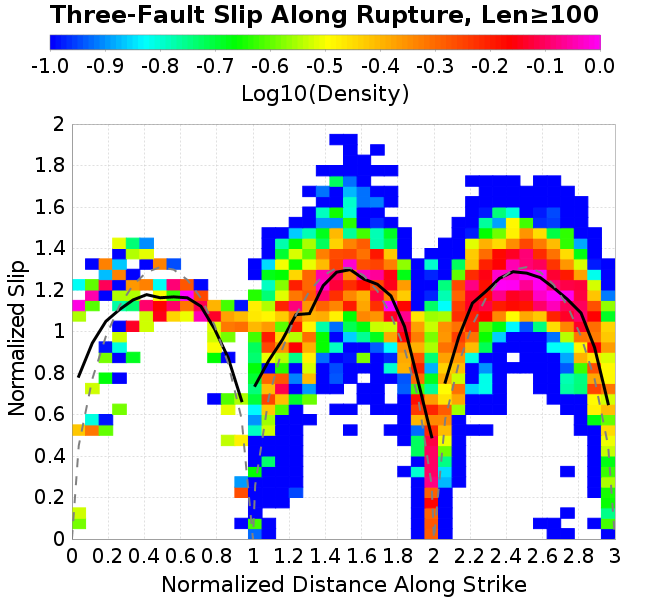 Three-Fault Slip Along Rupture, Len≥100
-1.0 -0.9 -0.8 -0.7 -0.6 -0.5 -0.4 -0.3 -0.2 -0.1 0.0
Log10(Density)
2
1.8
1.6
1.4
1.2
1
0.8
0.6
0.4
0.2
0
Normalized Slip
0 0.2 0.4 0.6 0.8 1 1.2 1.4 1.6 1.8 2 2.2 2.4 2.6 2.8 3
Normalized Distance Along Strike